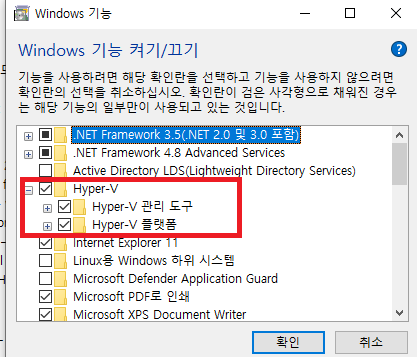 Windows 기능
Windows 기능 켜기/끄기
기능을 사용하려면 해당 확인란을 선택하고 기능을 사용하지 않으려면
확인란의 선택을 취소하십시오. 확인란이 검은 사각형으로 채워진 경우
는 해당 기능의 일부만이 사용되고 있는 것입니다.
.NET Framework 3.5(.NET 2.0 및 3.0 포함)
.NET Framework 4.8 Advanced Services
Active Directory LDS(Lightweight Directory Services)
Hyper-V
Hyper-V 관리 도구
Hyper-V 플랫폼
Internet Explorer 11
Linux용 Windows 하위 시스템
Microsoft Defender Application Guard
Microsoft PDF로 인쇄
Microsoft XPS Document Writer
확인
취소